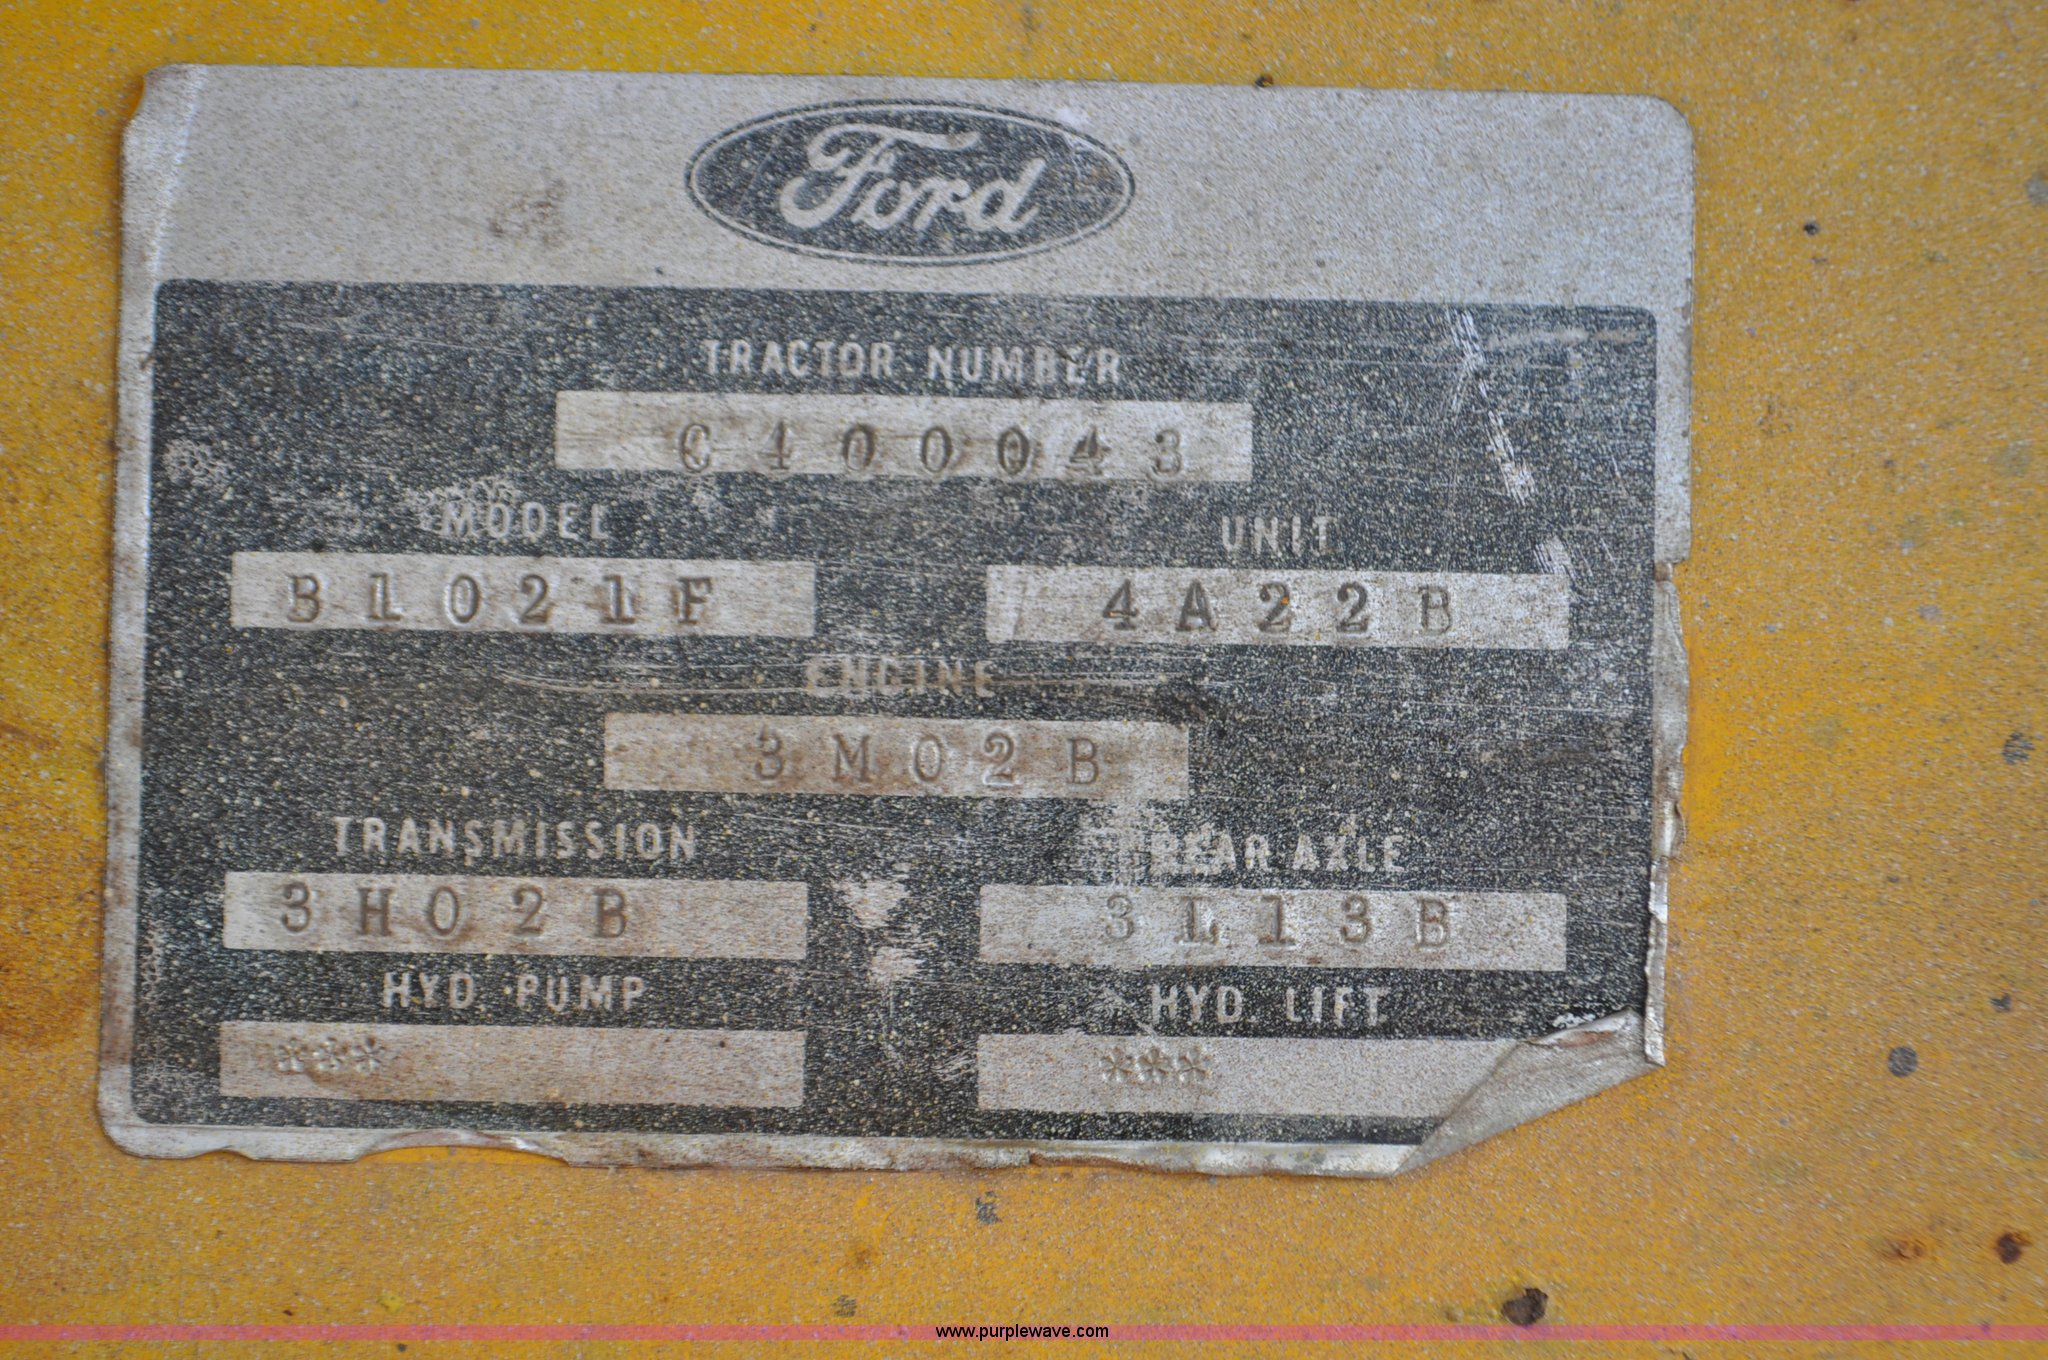 Ford
TRACTOR NUMBER
C400043
MODEL UNIT
B1021F 4A22B
ENGINE
3M02B
TRANSMISSION REAR AXLE
3H02B 3L13B
HYD. PUMP HYD. LIFT
*** ***
www.purplewave.com